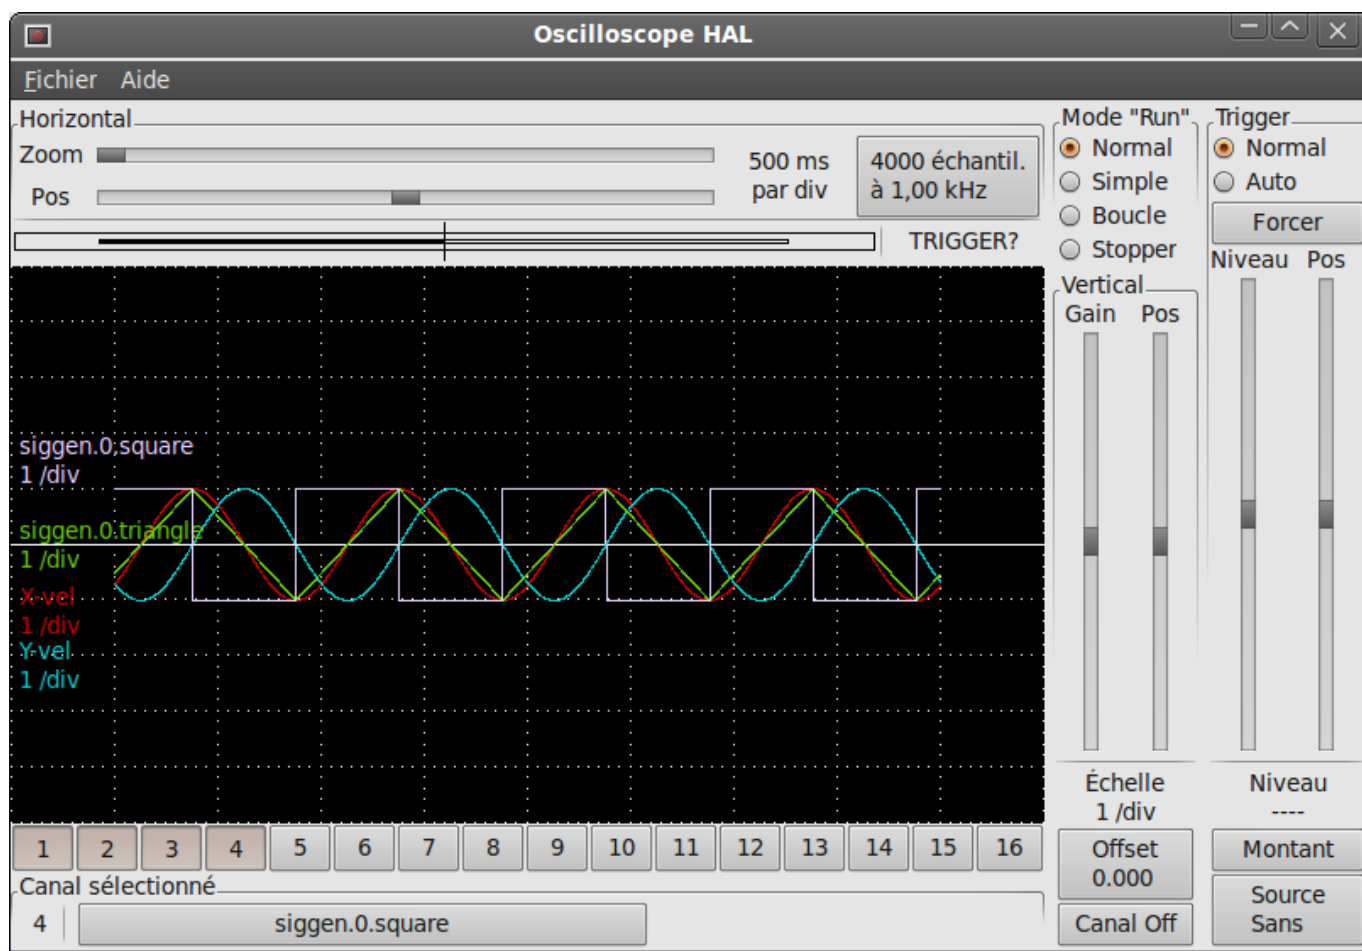 Oscilloscope HAL
Fichier Aide
Horizontal
Zoom
Pos
500 ms
par div
4000 échantil.
à 1,00 kHz
TRIGGER?
Mode "Run"
Normal
Simple
Boucle
Stopper
Trigger
Normal
Auto
Forcer
Niveau Pos
Vertical
Gain Pos
siggen.0.square
1 /div
siggen.0.triangle
1 /div
X-vel
1 /div
Y-vel
1 /div
Échelle
1 /div
Offset
0.000
Canal Off
Niveau
----
Montant
Source
Sans
1 2 3 4 5 6 7 8 9 10 11 12 13 14 15 16
Canal sélectionné
4 siggen.0.square